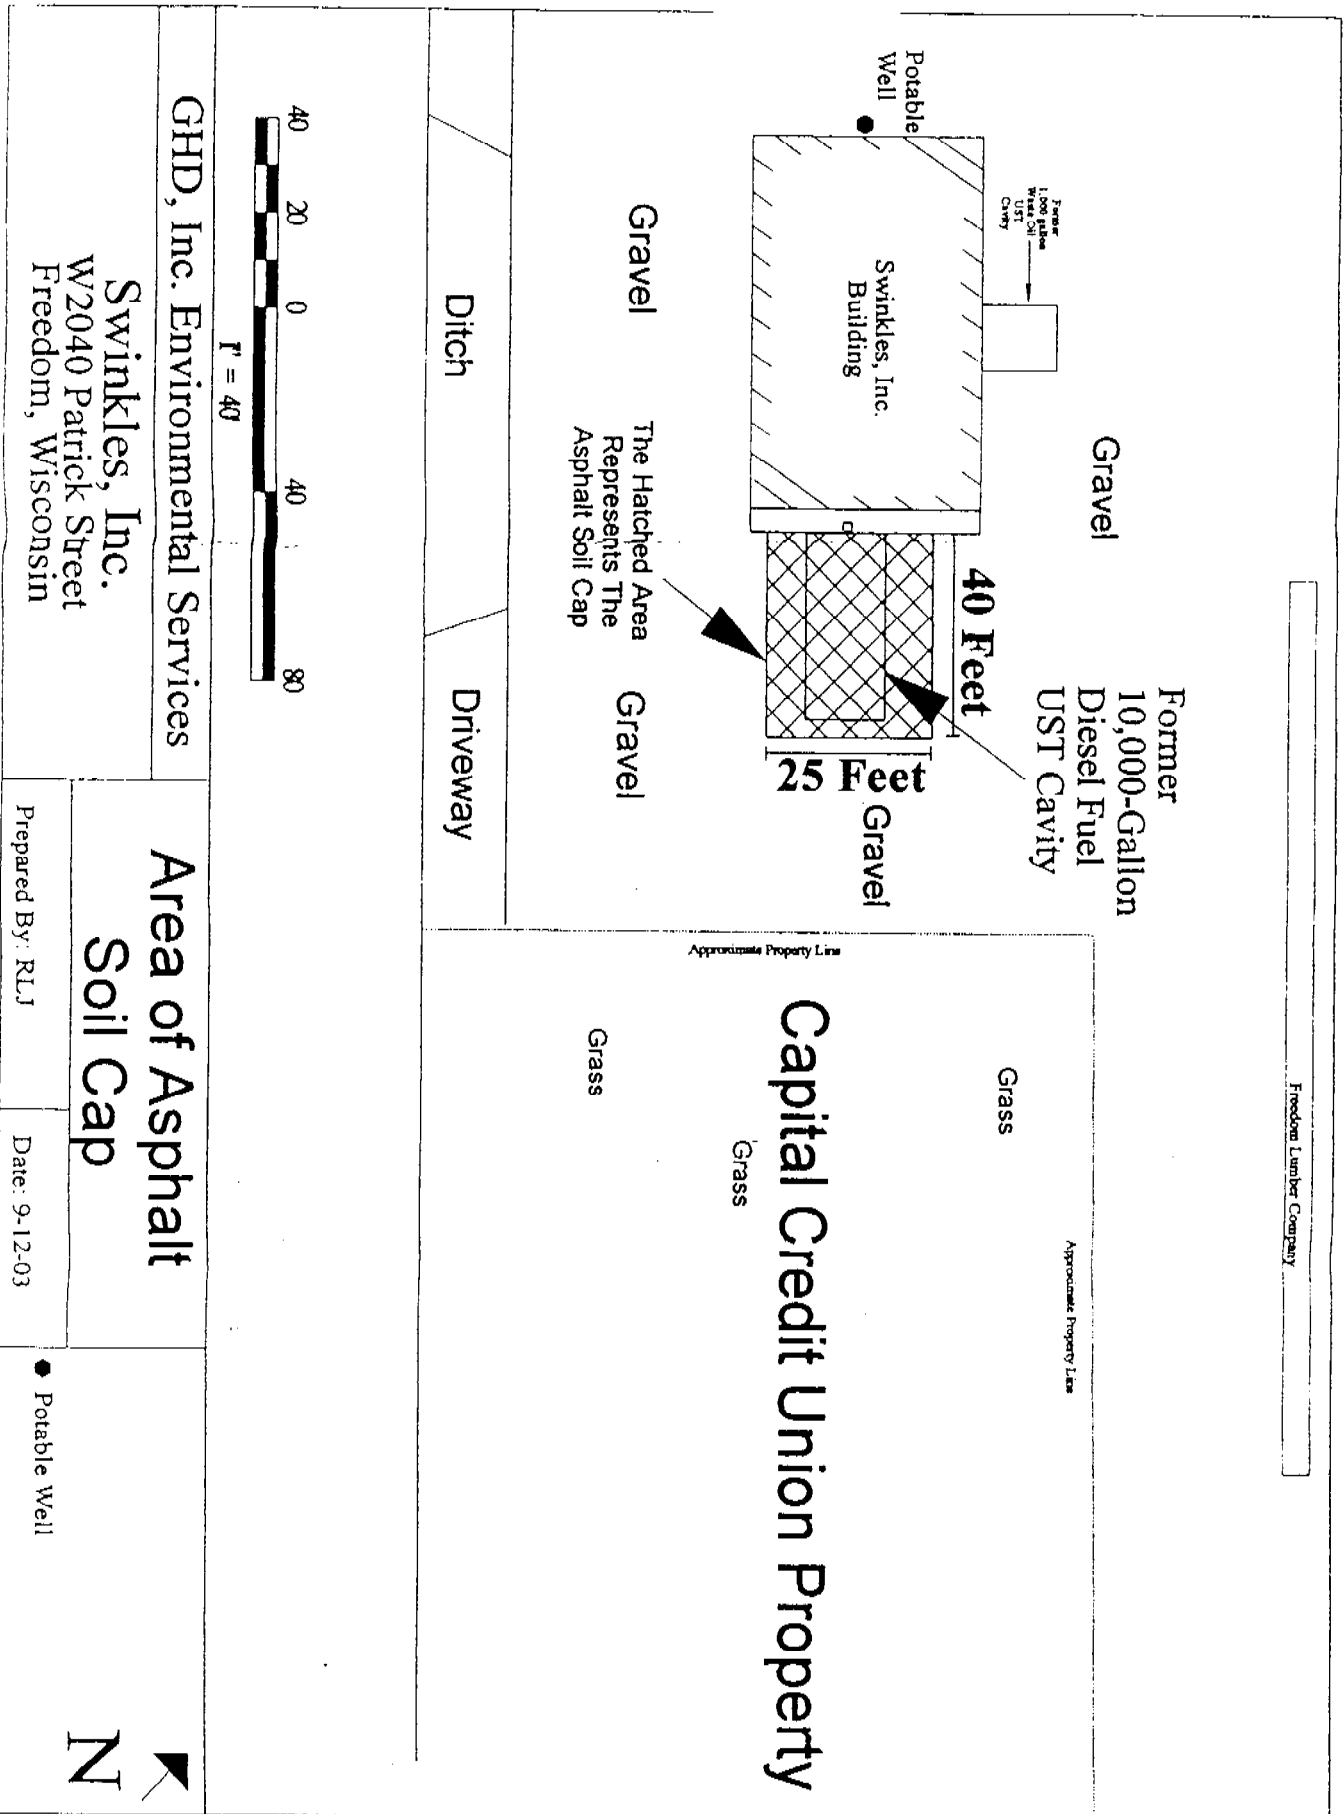 Freedom Lumber Company
Former
1,000 gallon
Waste Oil
UST
Cavity
Gravel
Former
10,000-Gallon
Diesel Fuel
UST Cavity
Potable
Well
Swinkles, Inc.
Building
40 Feet
25 Feet
Gravel
Gravel
The Hatched Area
Represents The
Asphalt Soil Cap
Gravel
Approximate Property Line
Approximate Property Line
Grass
Capital Credit Union Property
Grass
Grass
Ditch
Driveway
40
20
0
40
80
1" = 40'
GHD, Inc. Environmental Services
Swinkles, Inc.
W2040 Patrick Street
Freedom, Wisconsin
Area of Asphalt
Soil Cap
Prepared By: RLJ
Date: 9-12-03
Potable Well
N